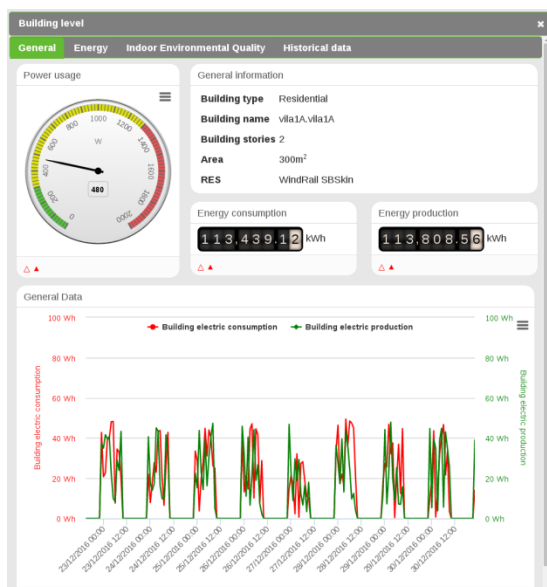 Building level
General Energy Indoor Environmental Quality Historical data
Power usage
0 200 400 600 800 1000 1200 1400 1600 1800 2000
W
480
General information
Building type Residential
Building name vila1A.vila1A
Building stories 2
Area 300m²
RES WindRail SBSkin
Energy consumption
113,439.12 kWh
Energy production
113,808.56 kWh
General Data
Building electric consumption Building electric production
100 Wh
80 Wh
60 Wh
40 Wh
20 Wh
0 Wh
Building electric consumption
100 Wh
80 Wh
60 Wh
40 Wh
20 Wh
0 Wh
Building electric production
23/12/2016 00:00
23/12/2016 12:00
24/12/2016 00:00
24/12/2016 12:00
25/12/2016 00:00
25/12/2016 12:00
26/12/2016 00:00
26/12/2016 12:00
27/12/2016 00:00
27/12/2016 12:00
28/12/2016 00:00
28/12/2016 12:00
29/12/2016 00:00
29/12/2016 12:00
30/12/2016 00:00
30/12/2016 12:00